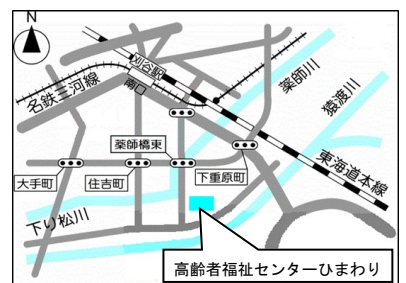 N
刈谷駅
南口
名鉄三河線
薬師川
猿渡川
薬師橋東
大手町
住吉町
下重原町
東海道本線
下り松川
高齢者福祉センターひまわり